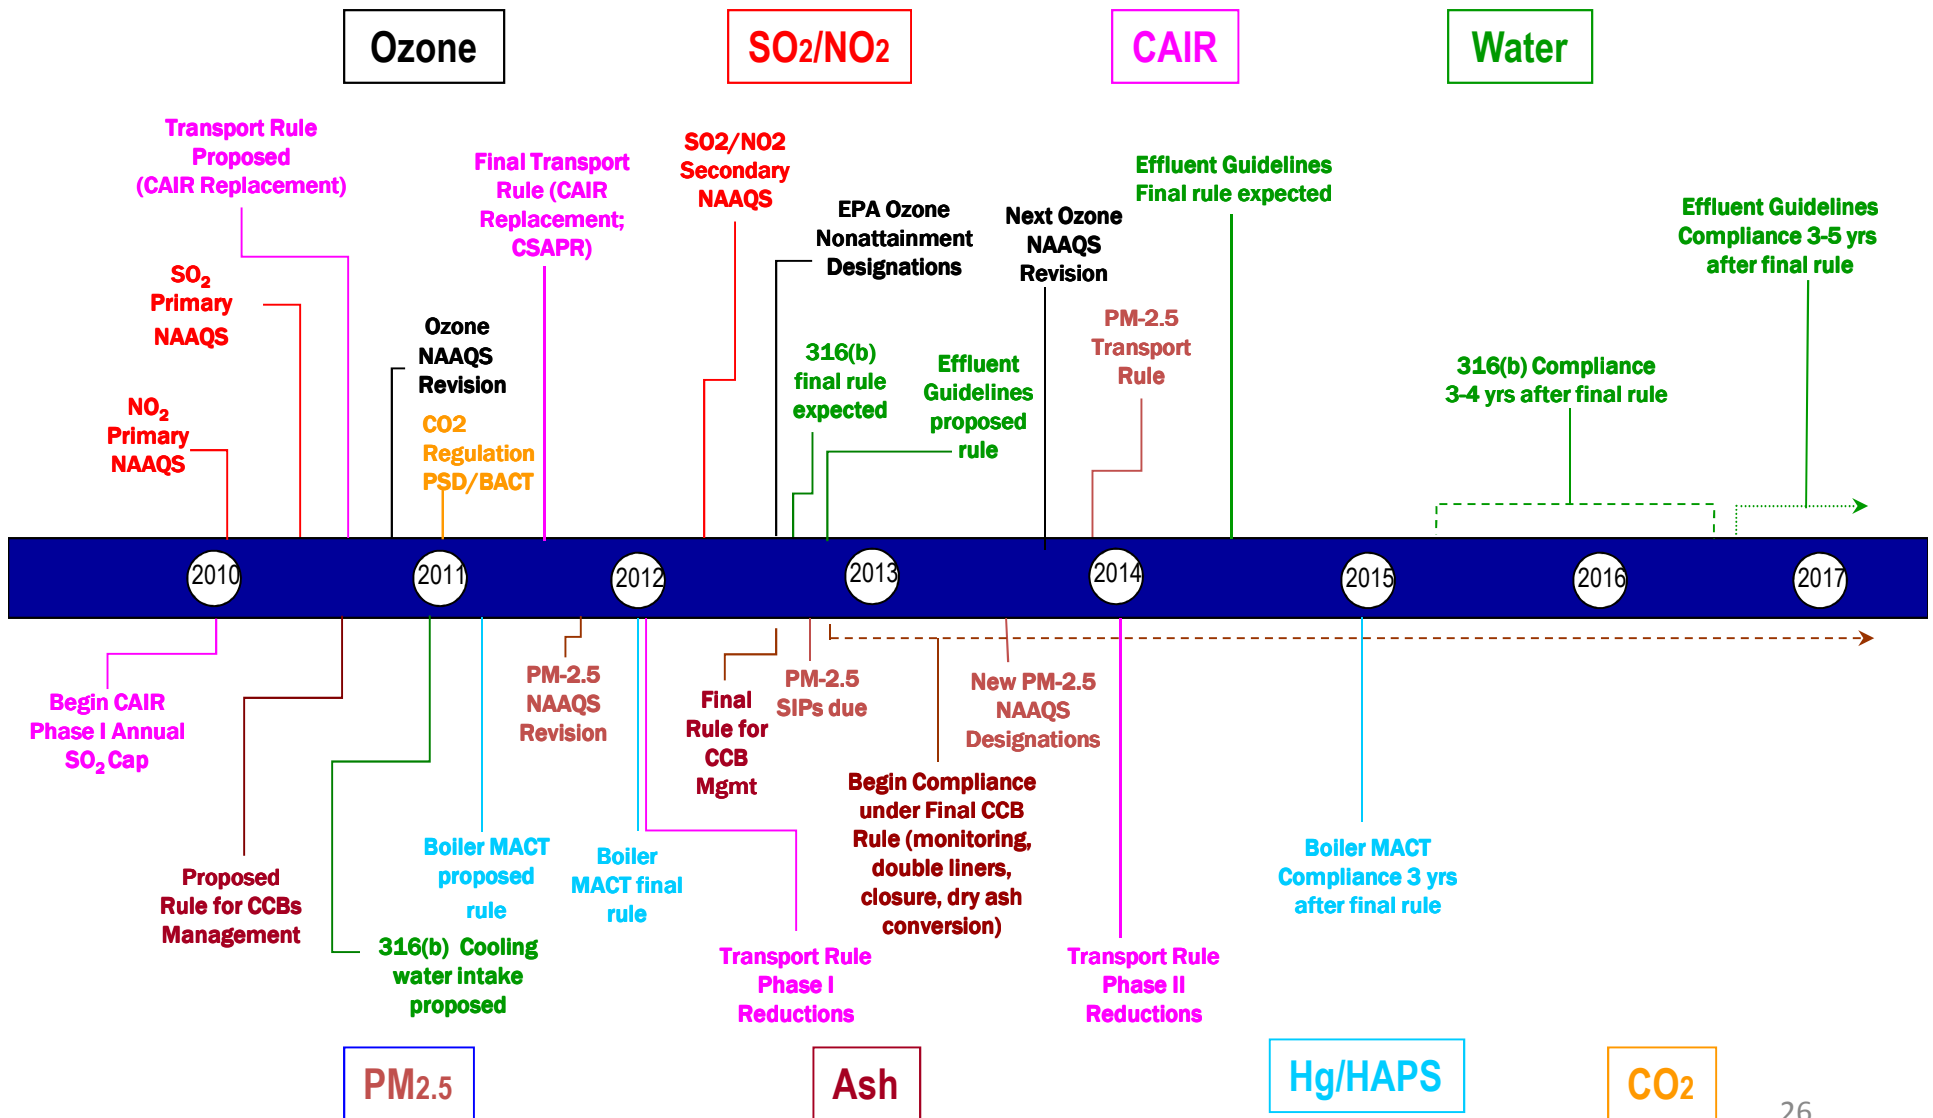 Ozone
SO2/NO2
CAIR
Water
Transport Rule
Proposed
(CAIR Replacement)
SO2
Primary
NAAQS
NO2
Primary
NAAQS
Ozone
NAAQS
Revision
CO2
Regulation
PSD/BACT
Final Transport
Rule (CAIR
Replacement;
CSAPR)
SO2/NO2
Secondary
NAAQS
EPA Ozone
Nonattainment
Designations
316(b)
final rule
expected
Effluent
Guidelines
proposed
rule
Next Ozone
NAAQS
Revision
PM-2.5
Transport
Rule
Effluent Guidelines
Final rule expected
316(b) Compliance
3-4 yrs after final rule
Effluent Guidelines
Compliance 3-5 yrs
after final rule
2010
2011
2012
2013
2014
2015
2016
2017
Begin CAIR
Phase I Annual
SO2 Cap
Proposed
Rule for CCBs
Management
316(b) Cooling
water intake
proposed
Boiler MACT
proposed
rule
PM-2.5
NAAQS
Revision
Boiler
MACT final
rule
Final
Rule for
CCB
Mgmt
PM-2.5
SIPs due
Transport Rule
Phase I
Reductions
Begin Compliance
under Final CCB
Rule (monitoring,
double liners,
closure, dry ash
conversion)
New PM-2.5
NAAQS
Designations
Transport Rule
Phase II
Reductions
Boiler MACT
Compliance 3 yrs
after final rule
PM2.5
Ash
Hg/HAPS
CO2
26